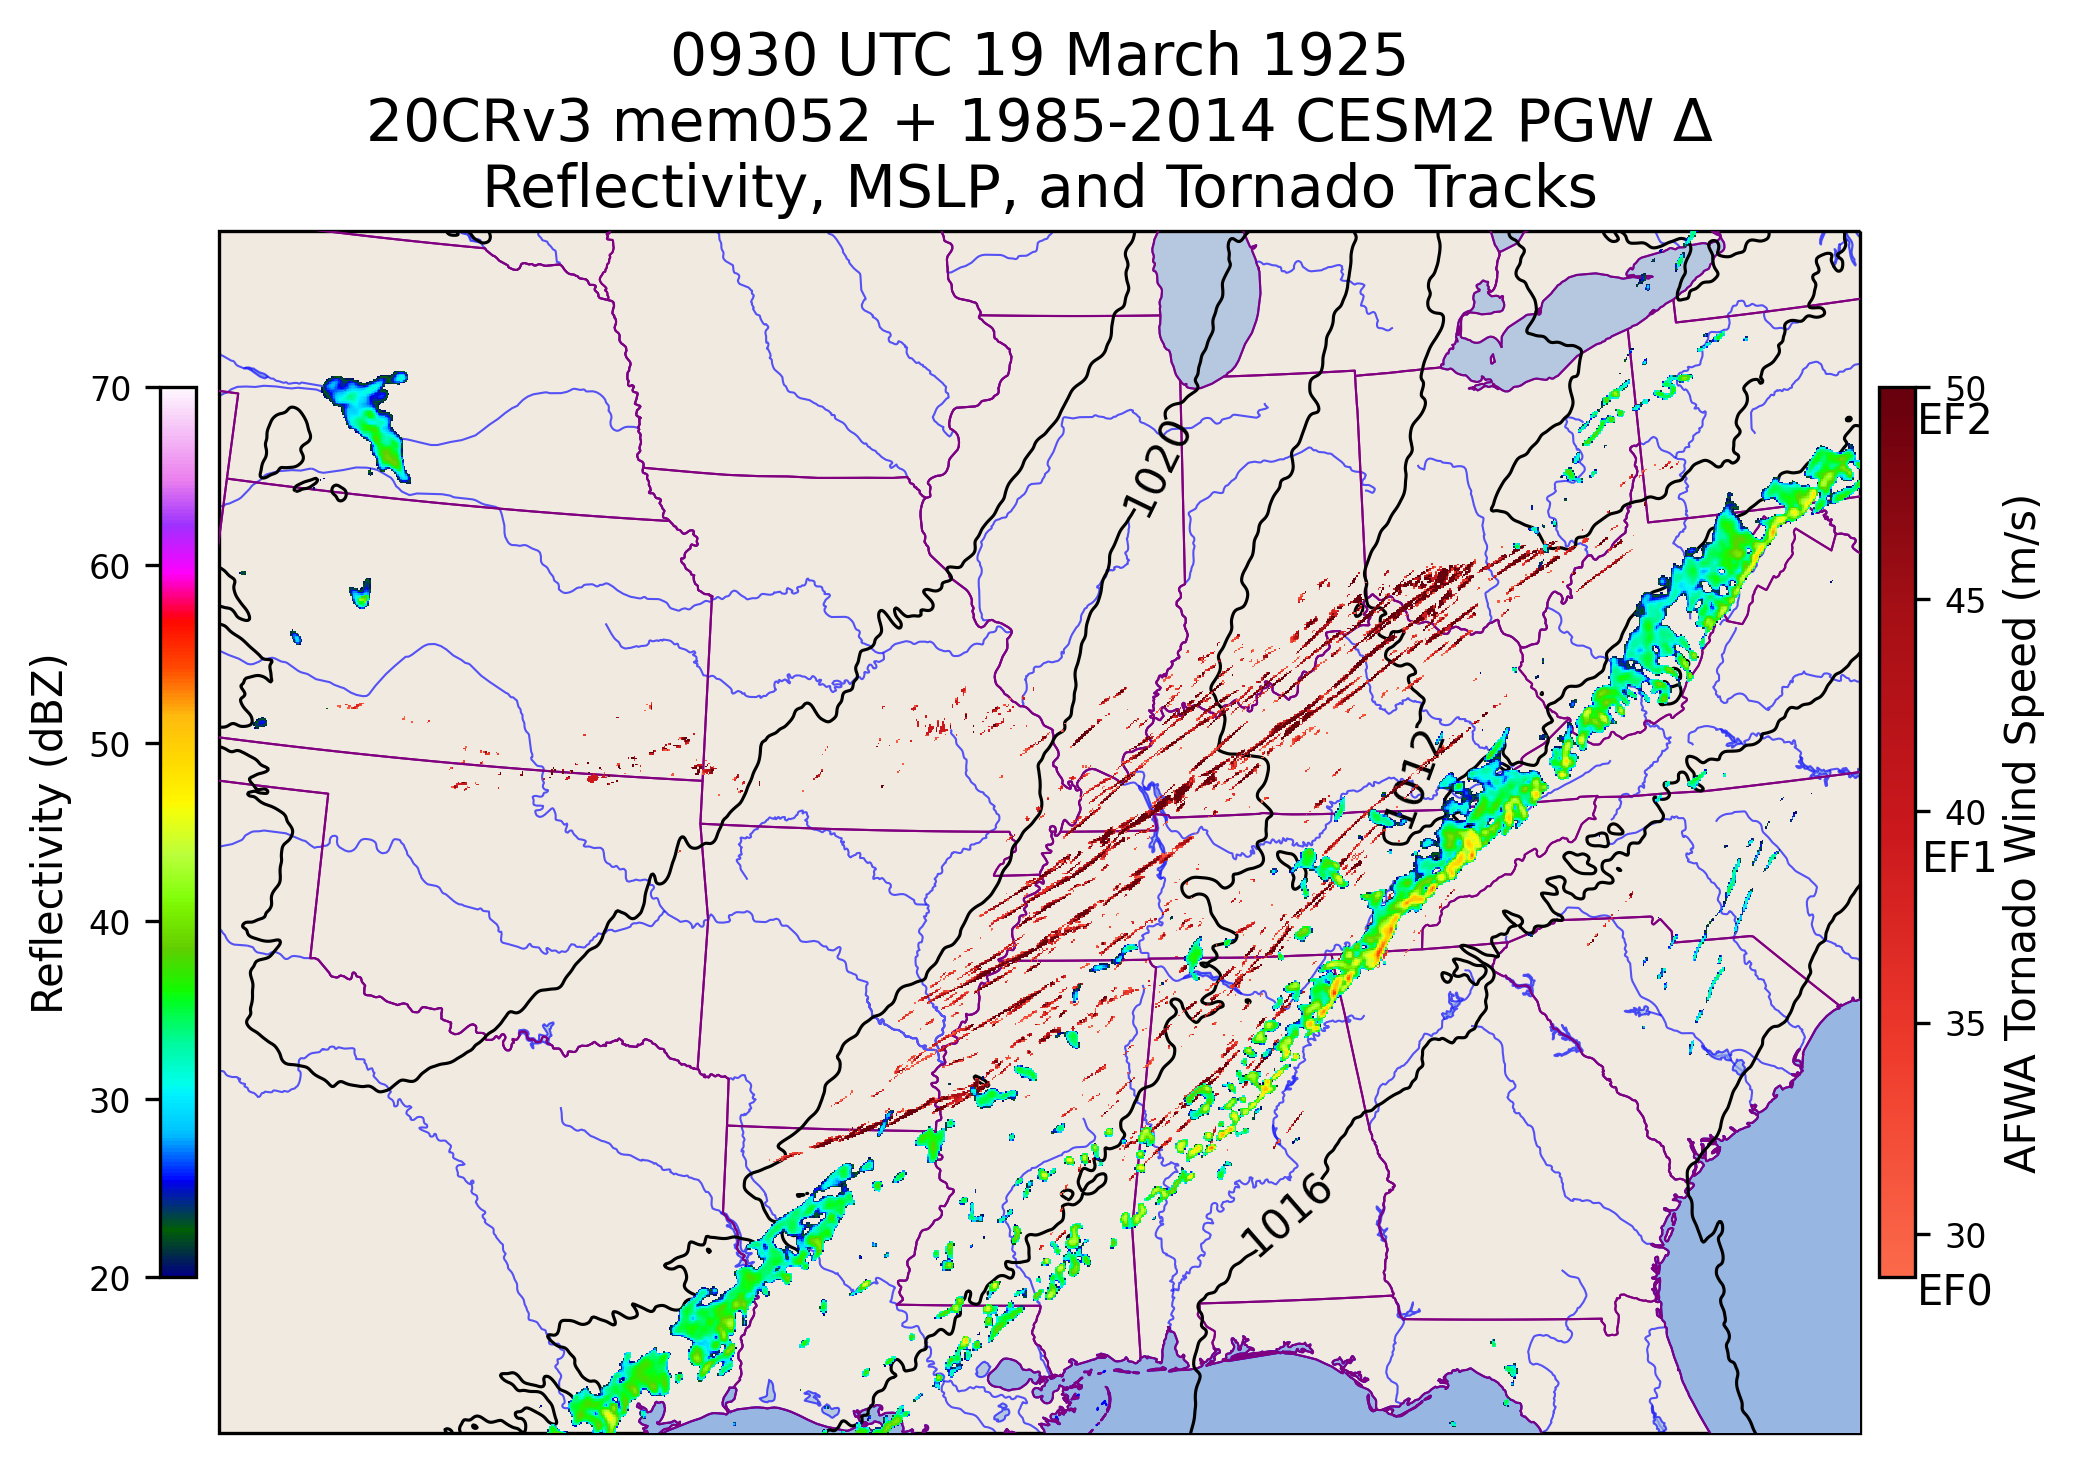 0930 UTC 19 March 1925
20CRv3 mem052 + 1985-2014 CESM2 PGW Δ
Reflectivity, MSLP, and Tornado Tracks
Reflectivity (dBZ)
70
60
50
40
30
20
1020
1012
1016
50
EF2
45
40
EF1
35
30
EF0
AFWA Tornado Wind Speed (m/s)